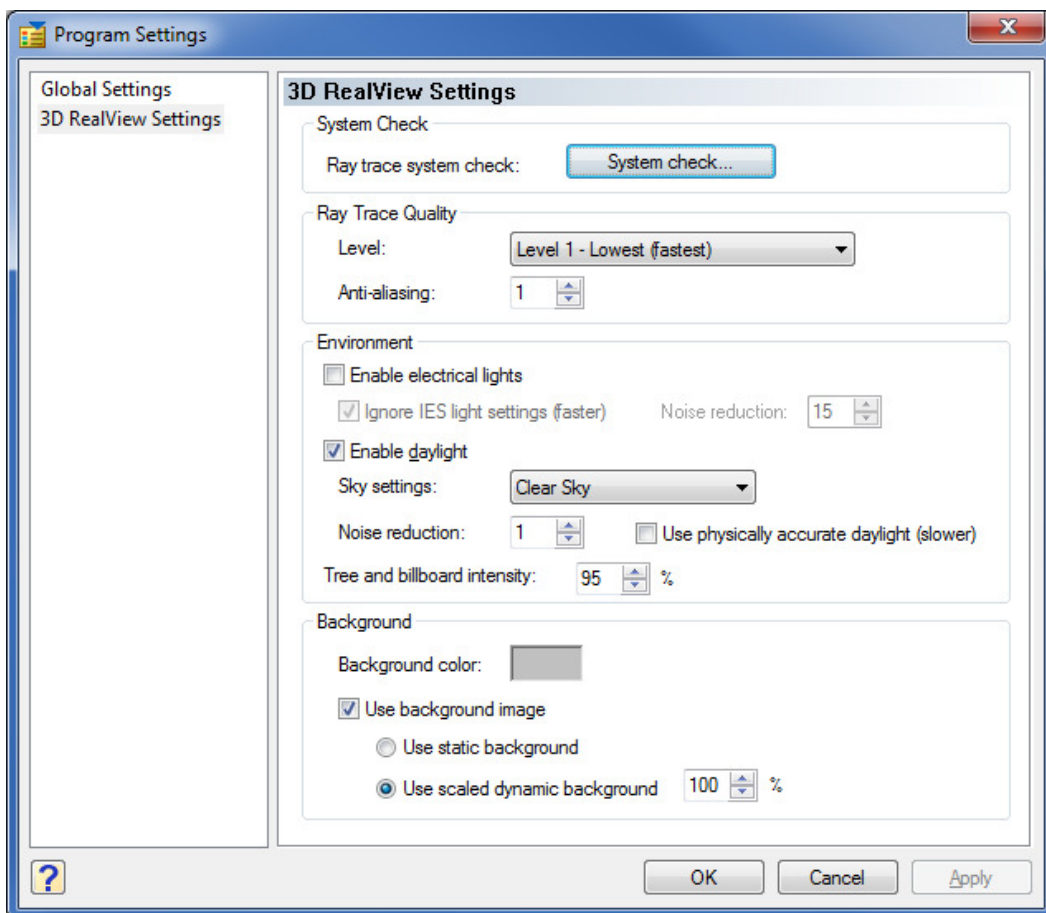 Program Settings
Global Settings
3D RealView Settings
3D RealView Settings
System Check
Ray trace system check: System check...
Ray Trace Quality
Level: Level 1 - Lowest (fastest)
Anti-aliasing: 1
Environment
Enable electrical lights
Ignore IES light settings (faster) Noise reduction: 15
Enable daylight
Sky settings: Clear Sky
Noise reduction: 1 Use physically accurate daylight (slower)
Tree and billboard intensity: 95 %
Background
Background color:
Use background image
Use static background
Use scaled dynamic background 100 %
? OK Cancel Apply